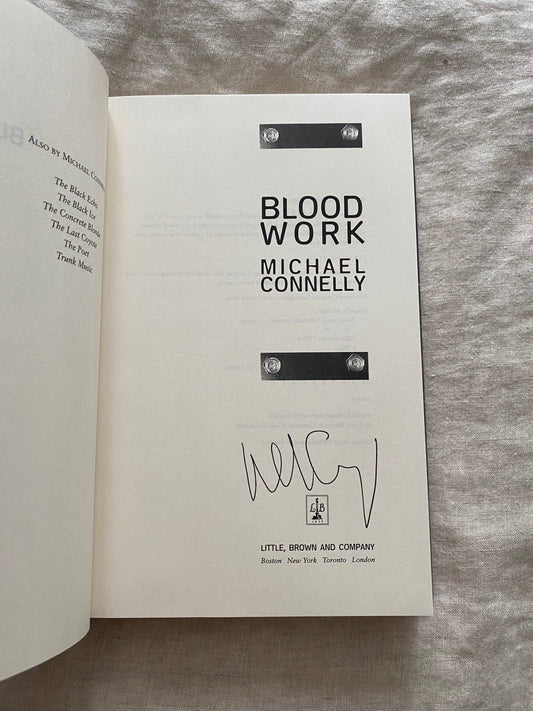 ALSO BY MICHAEL CONNELLY
The Black Echo
The Black Ice
The Concrete Blonde
The Last Coyote
The Poet
Trunk Music
BLOOD
WORK
MICHAEL
CONNELLY
L B
LITTLE, BROWN AND COMPANY
Boston New York Toronto London